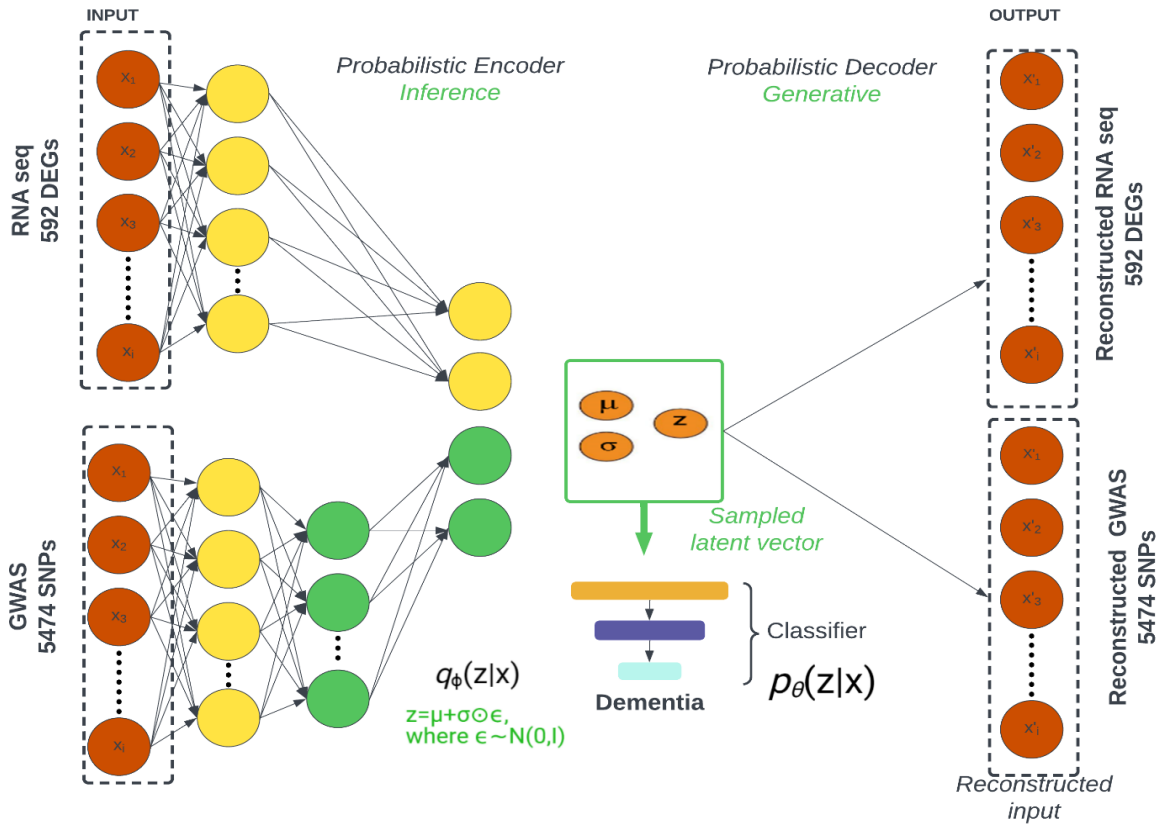 INPUT
OUTPUT
Probabilistic Encoder
Inference
Probabilistic Decoder
Generative
RNA seq
592 DEGs
x₁
x₂
x₃
xᵢ
GWAS
5474 SNPs
x₁
x₂
x₃
xᵢ
μ
σ
z
Sampled
latent vector
Classifier
Dementia
qϕ(z|x)
z=μ+σ⊙ϵ,
where ϵ~N(0,I)
pθ(z|x)
x'₁
x'₂
x'₃
x'ᵢ
Reconstructed RNA seq
592 DEGs
x'₁
x'₂
x'₃
x'ᵢ
Reconstructed GWAS
5474 SNPs
Reconstructed
input